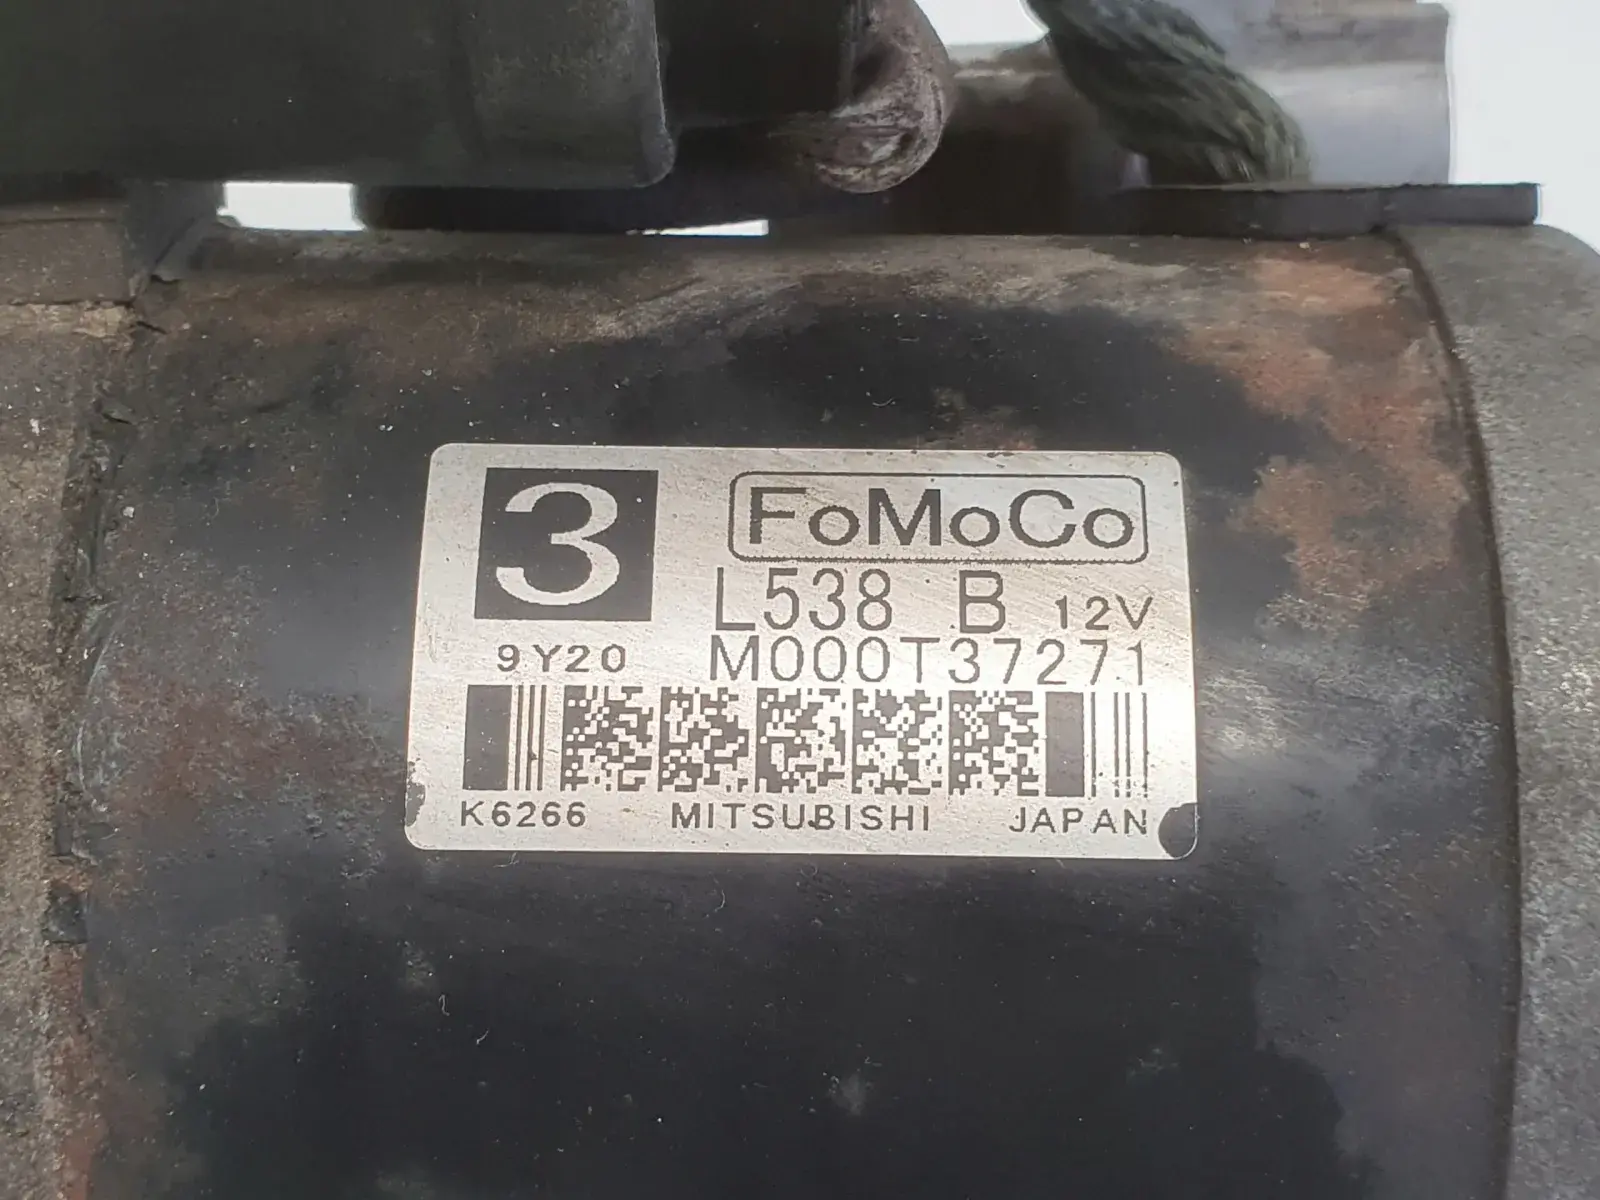 3
FoMoCo
L538 B 12V
9Y20 M000T37271
K6266 MITSUBISHI JAPAN